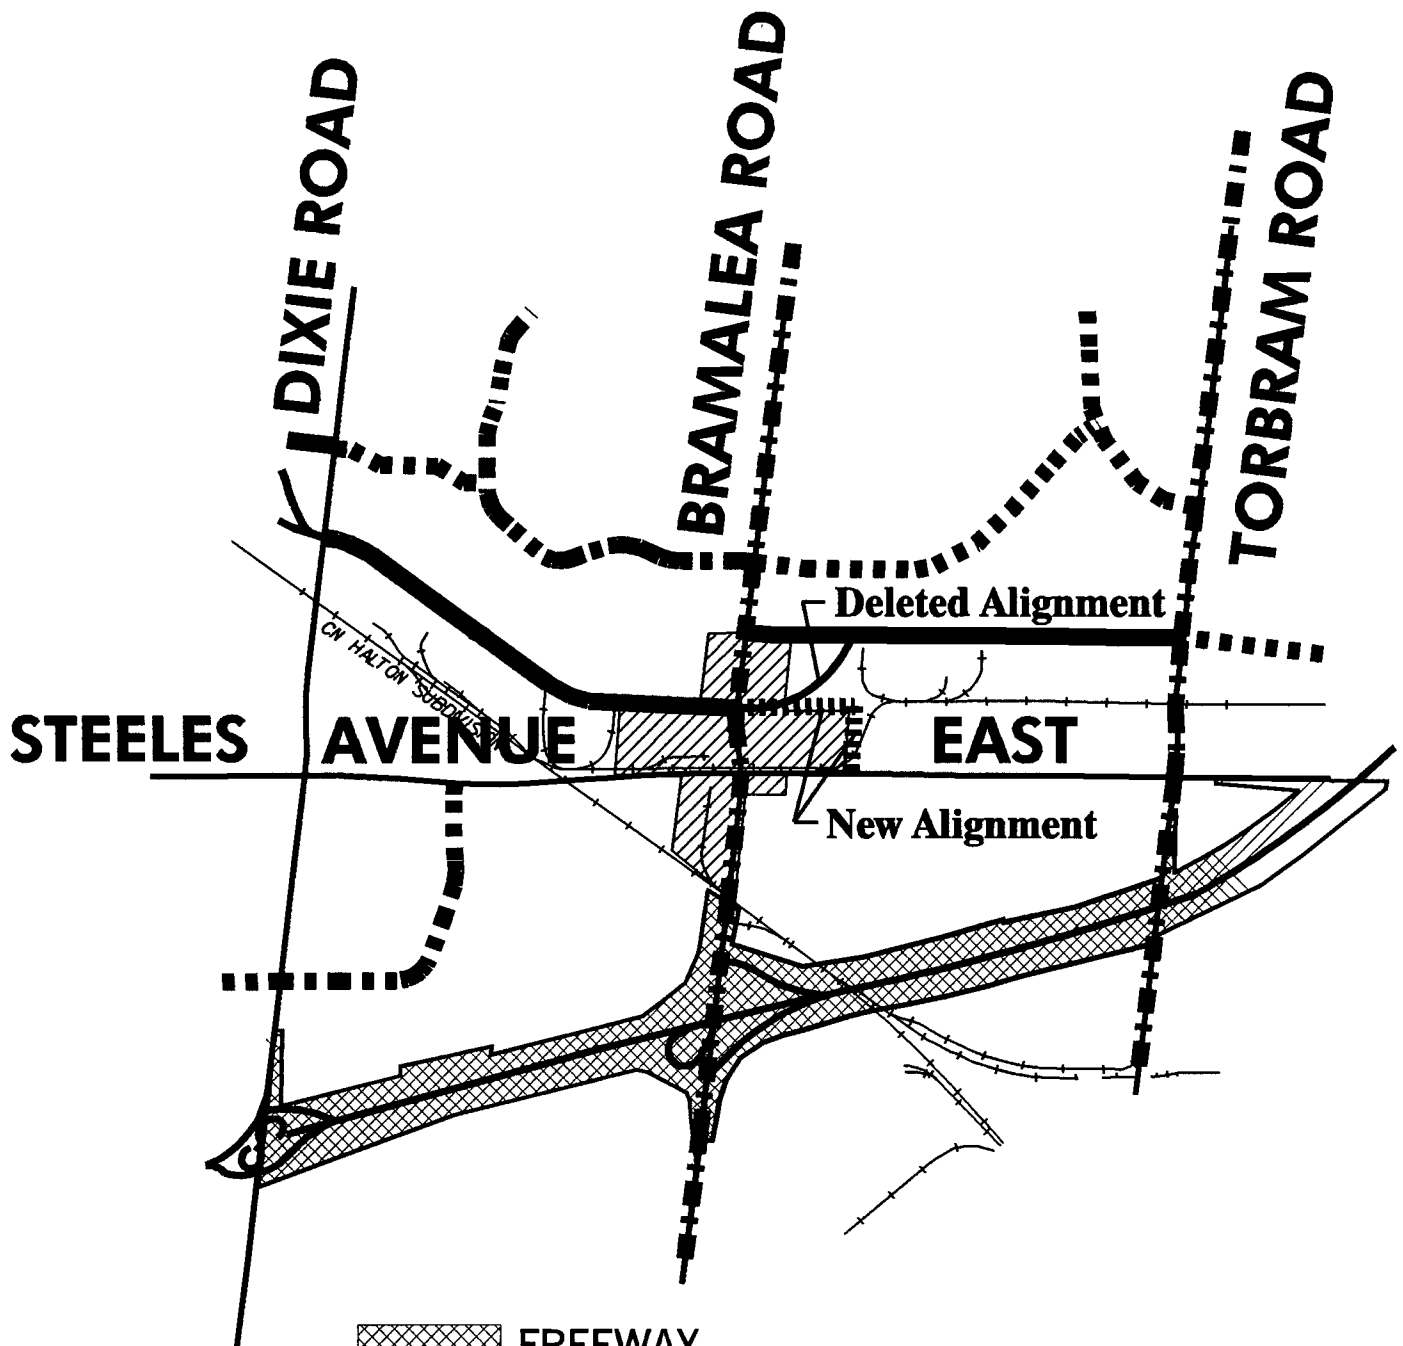 DIXIE ROAD
BRAMALEA ROAD
TORBRAM ROAD
Deleted Alignment
CN HALTON SUBDIVISION
STEELES AVENUE EAST
New Alignment
FREEWAY